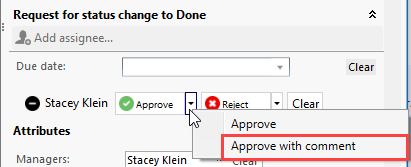 Request for status change to Done
Add assignee...
Due date:
Clear
Stacey Klein
Approve
Reject
Clear
Approve
Approve with comment
Attributes
Managers:
Stacey Klein
Clear